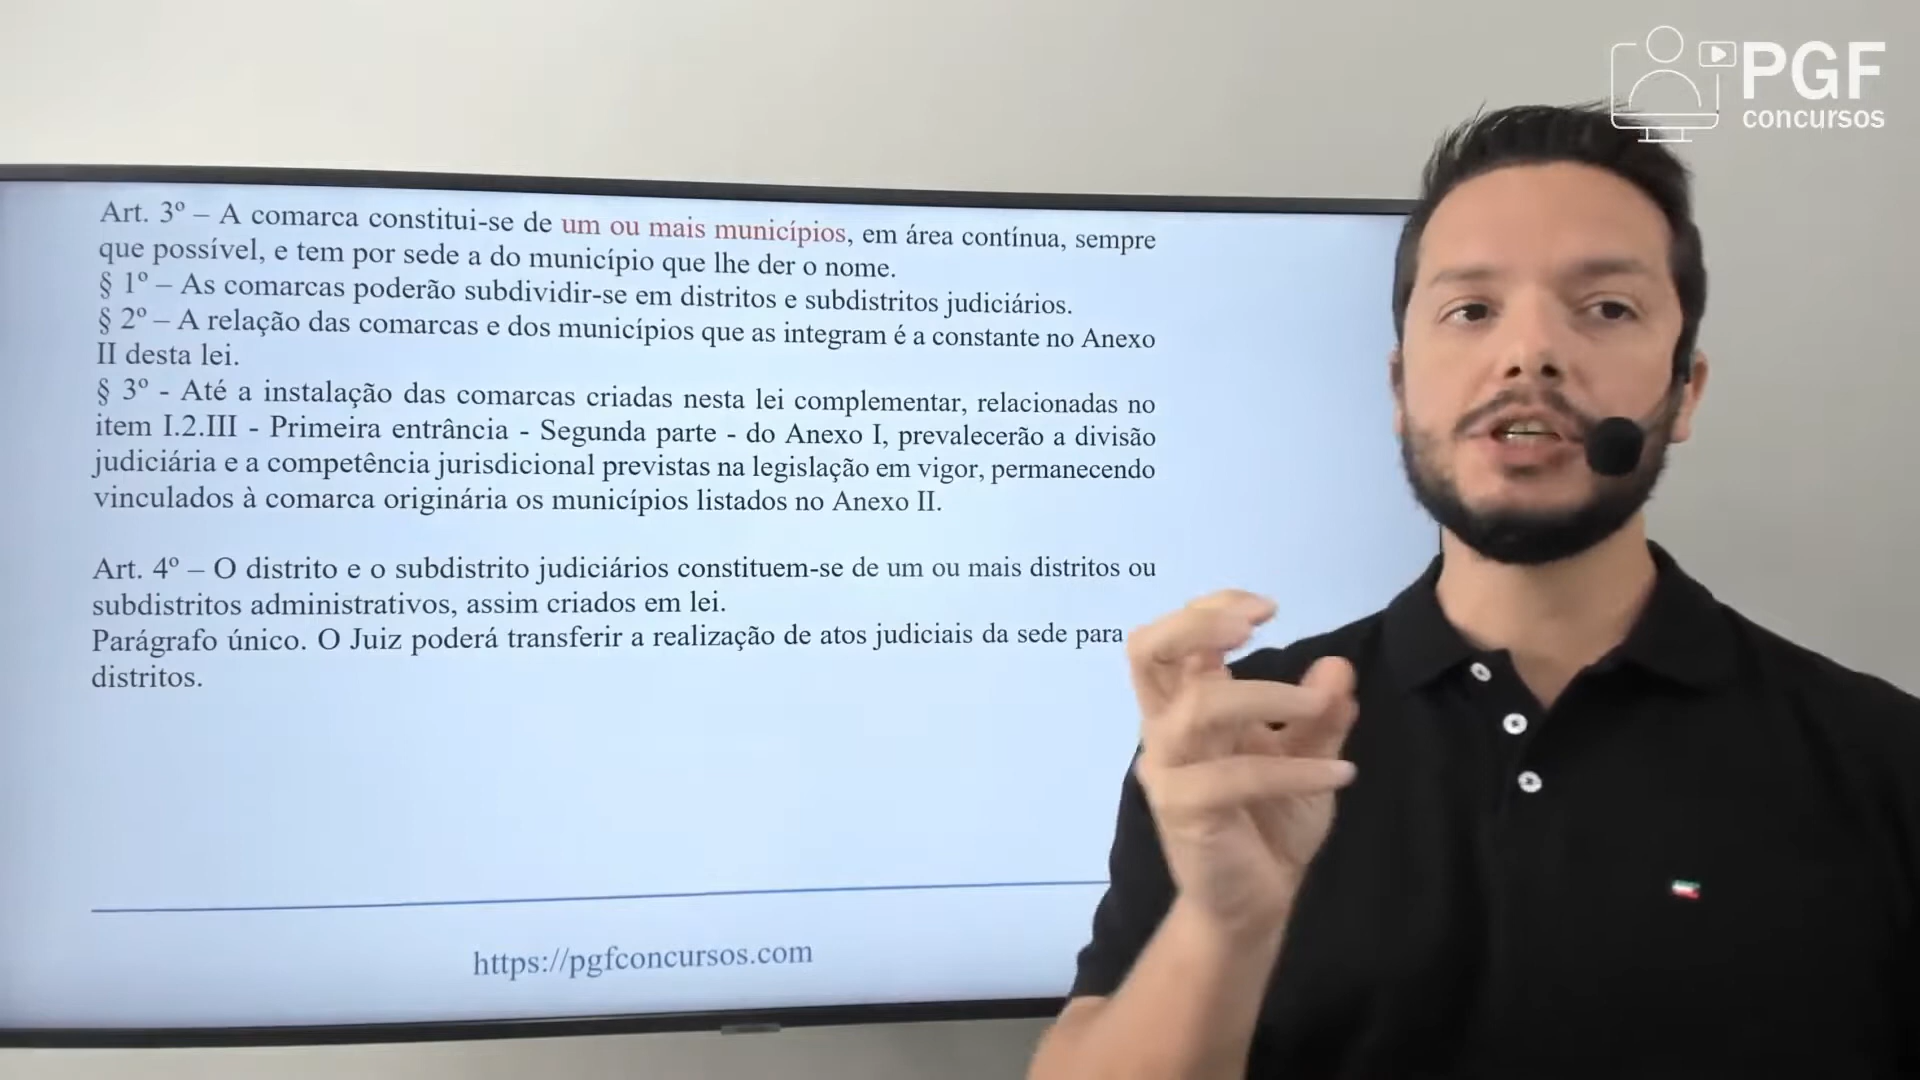 PGF
concursos
Art. 3º – A comarca constitui-se de um ou mais municípios, em área contínua, sempre
que possível, e tem por sede a do município que lhe der o nome.
§ 1º – As comarcas poderão subdividir-se em distritos e subdistritos judiciários.
§ 2º – A relação das comarcas e dos municípios que as integram é a constante no Anexo
II desta lei.
§ 3º - Até a instalação das comarcas criadas nesta lei complementar, relacionadas no
item I.2.III - Primeira entrância - Segunda parte - do Anexo I, prevalecerão a divisão
judiciária e a competência jurisdicional previstas na legislação em vigor, permanecendo
vinculados à comarca originária os municípios listados no Anexo II.
Art. 4º – O distrito e o subdistrito judiciários constituem-se de um ou mais distritos ou
subdistritos administrativos, assim criados em lei.
Parágrafo único. O Juiz poderá transferir a realização de atos judiciais da sede para
distritos.
https://pgfconcursos.com